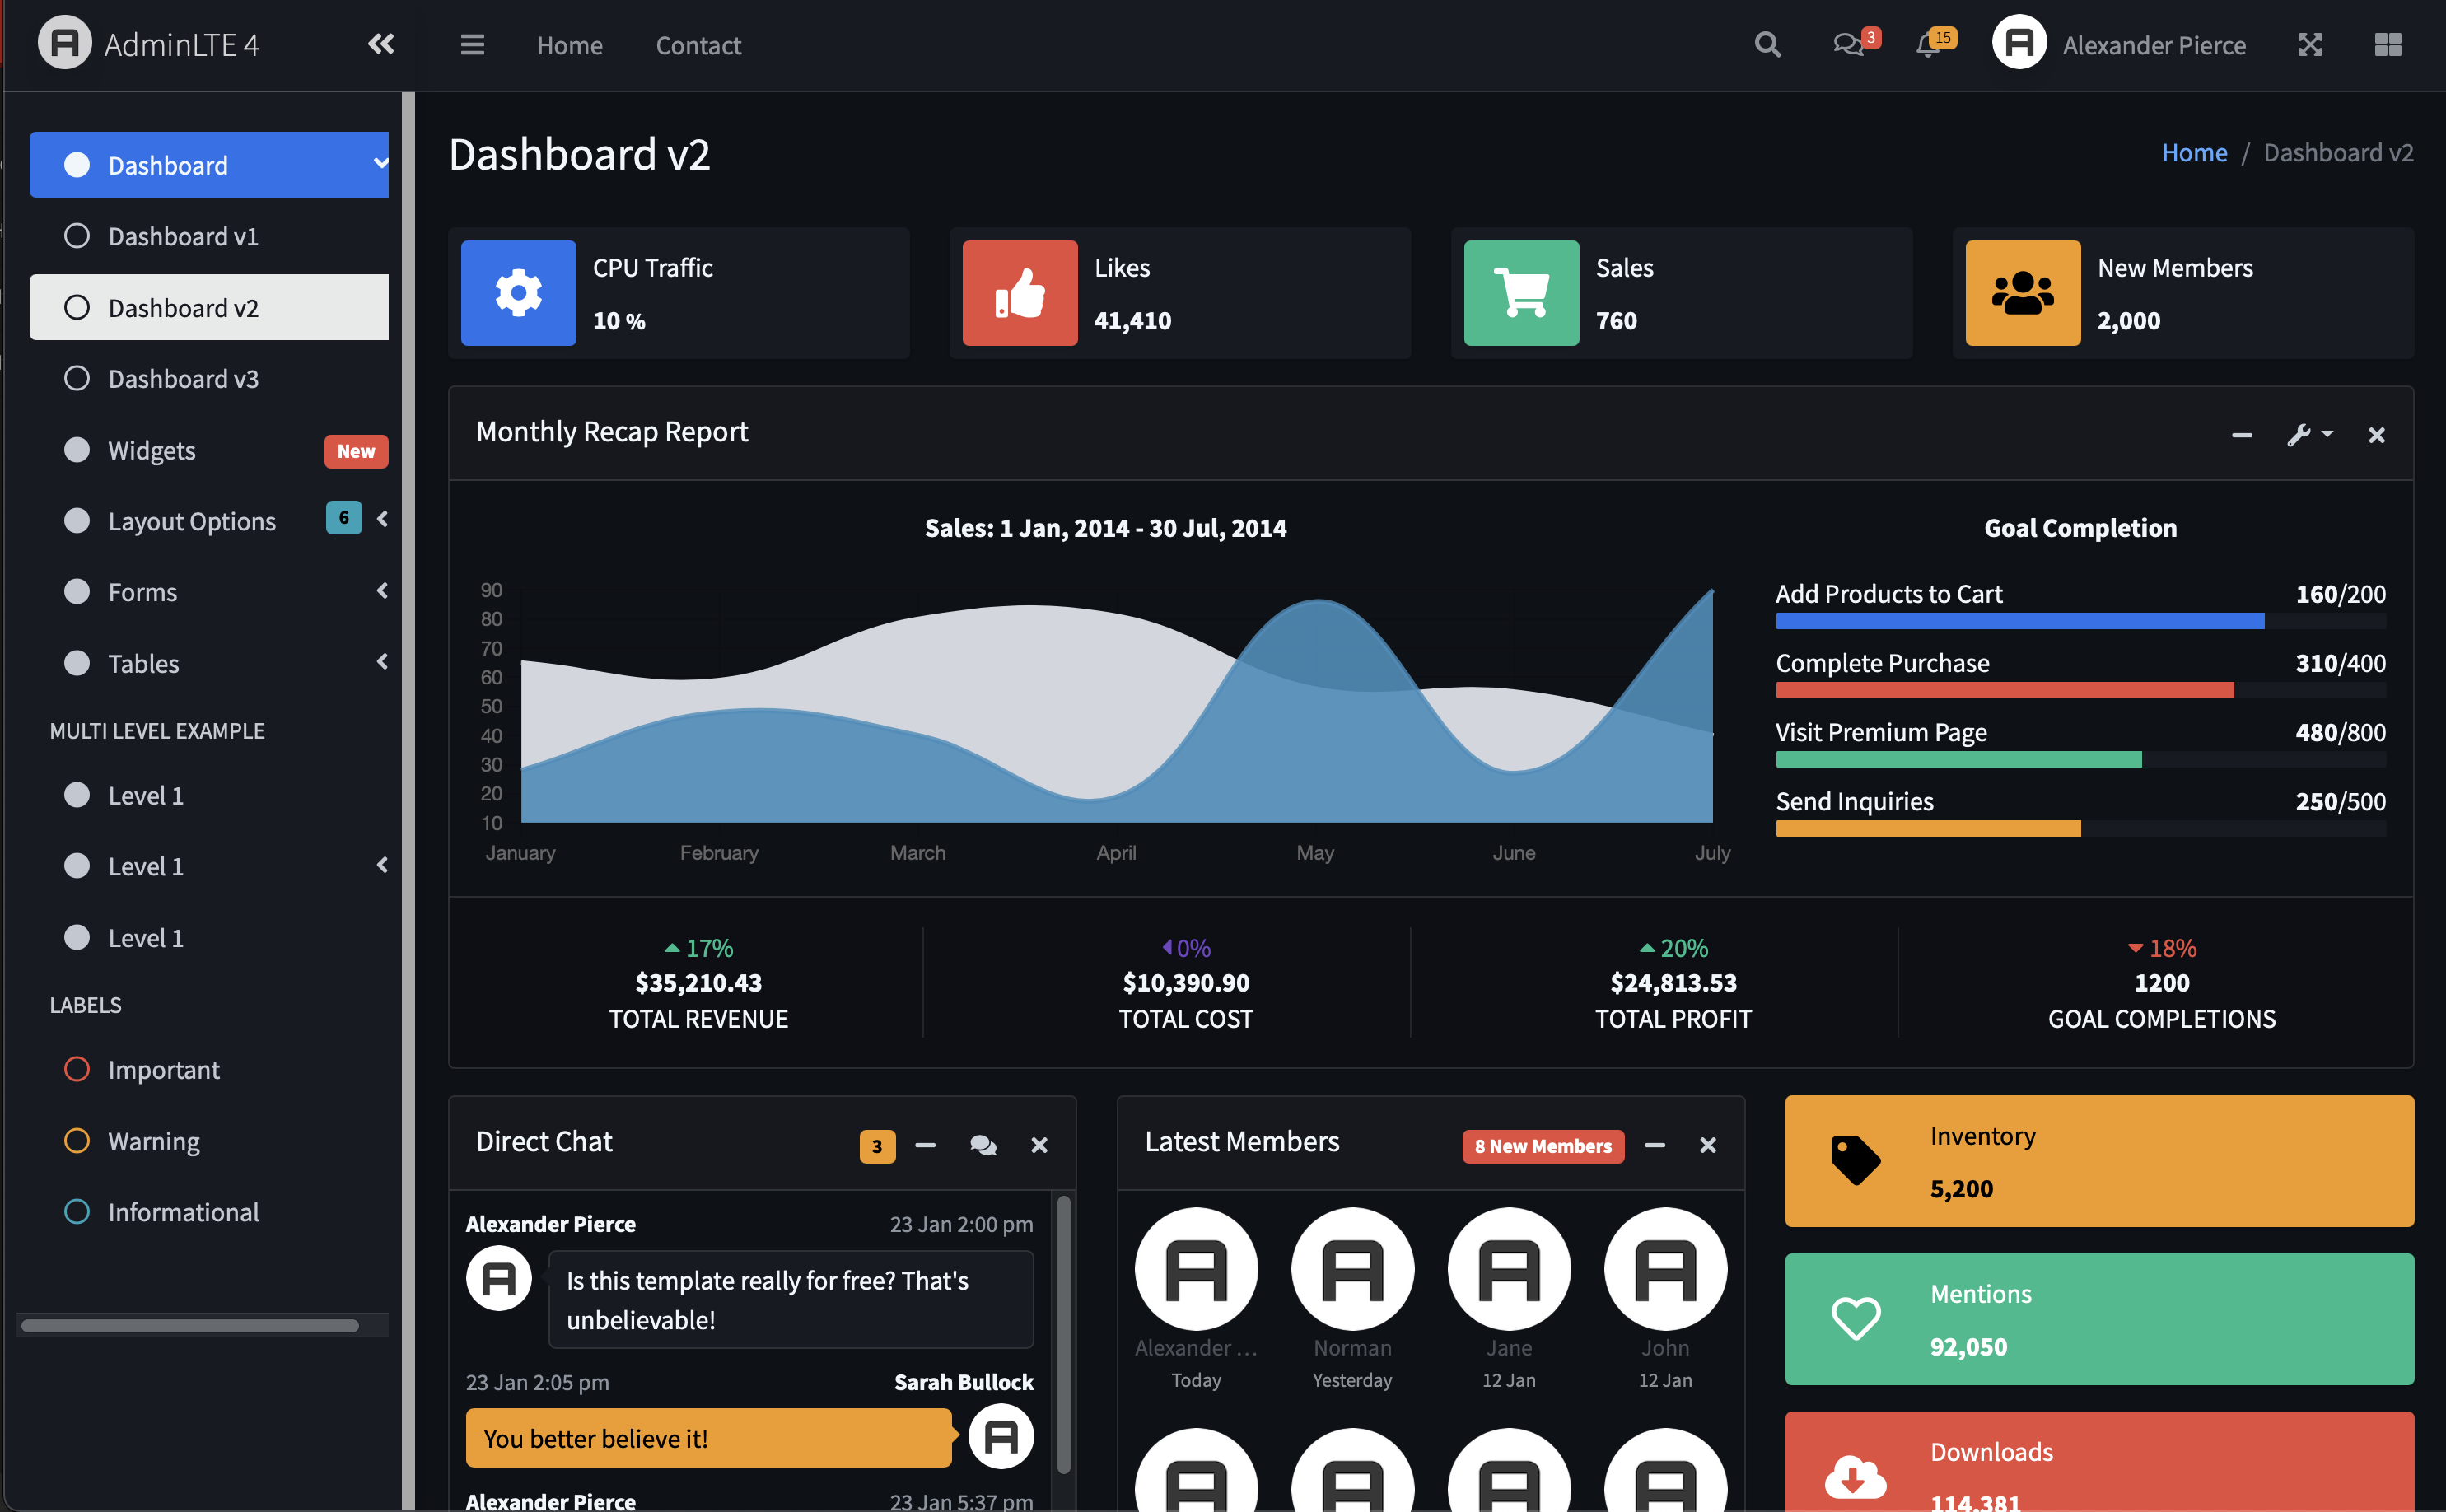 AdminLTE 4
Home
Contact
3
15
Alexander Pierce
Dashboard
Dashboard v1
Dashboard v2
Dashboard v3
Widgets
New
Layout Options
6
Forms
Tables
MULTI LEVEL EXAMPLE
Level 1
Level 1
Level 1
LABELS
Important
Warning
Informational
Dashboard v2
Home / Dashboard v2
CPU Traffic
10 %
Likes
41,410
Sales
760
New Members
2,000
Monthly Recap Report
Sales: 1 Jan, 2014 - 30 Jul, 2014
90
80
70
60
50
40
30
20
10
January
February
March
April
May
June
July
Goal Completion
Add Products to Cart
160/200
Complete Purchase
310/400
Visit Premium Page
480/800
Send Inquiries
250/500
17%
$35,210.43
TOTAL REVENUE
0%
$10,390.90
TOTAL COST
20%
$24,813.53
TOTAL PROFIT
18%
1200
GOAL COMPLETIONS
Direct Chat
3
Alexander Pierce
23 Jan 2:00 pm
Is this template really for free? That's
unbelievable!
23 Jan 2:05 pm
Sarah Bullock
You better believe it!
Alexander Pierce
23 Jan 5:37 pm
Latest Members
8 New Members
Alexander ...
Today
Norman
Yesterday
Jane
12 Jan
John
12 Jan
Inventory
5,200
Mentions
92,050
Downloads
114,381